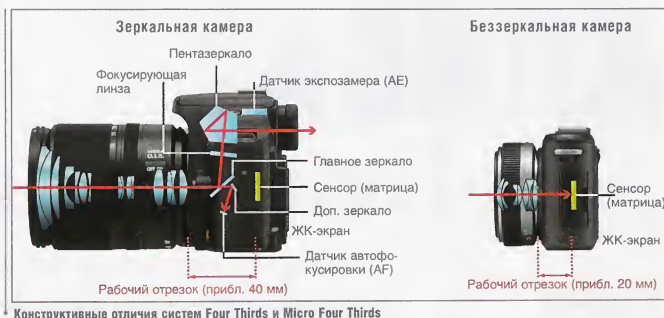 Зеркальная камера
Пентазеркало
Фокусирующая
линза
Датчик экспозамера (AE)
Главное зеркало
Сенсор (матрица)
Доп. зеркало
ЖК-экран
Датчик автофо-
кусировки (AF)
Рабочий отрезок (прибл. 40 мм)
Беззеркальная камера
Сенсор
(матрица)
ЖК-экран
Рабочий отрезок (прибл. 20 мм)
Конструктивные отличия систем Four Thirds и Micro Four Thirds